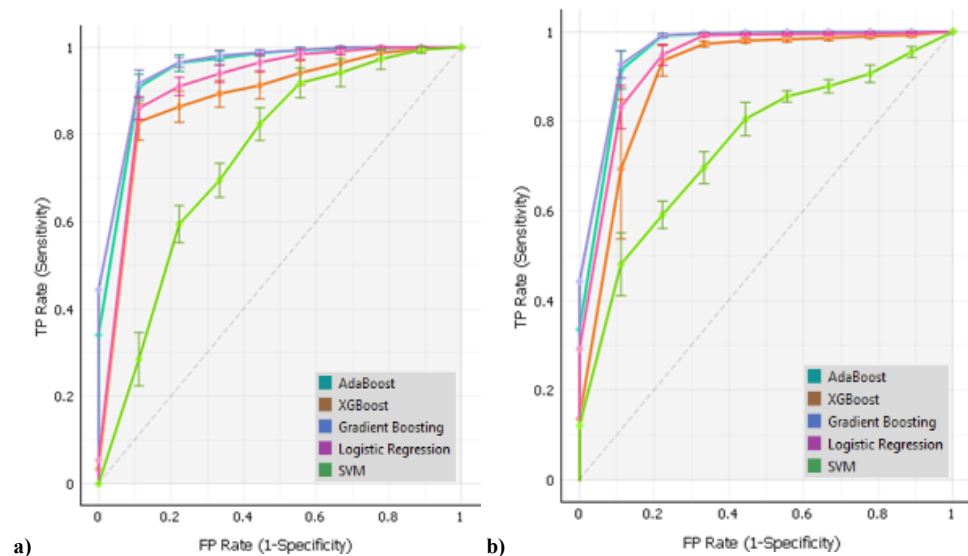 1
0.8
0.6
0.4
0.2
0
TP Rate (Sensitivity)
AdaBoost
XGBoost
Gradient Boosting
Logistic Regression
SVM
0 0.2 0.4 0.6 0.8 1
FP Rate (1-Specificity)
a)
1
0.8
0.6
0.4
0.2
0
TP Rate (Sensitivity)
AdaBoost
XGBoost
Gradient Boosting
Logistic Regression
SVM
0 0.2 0.4 0.6 0.8 1
FP Rate (1-Specificity)
b)